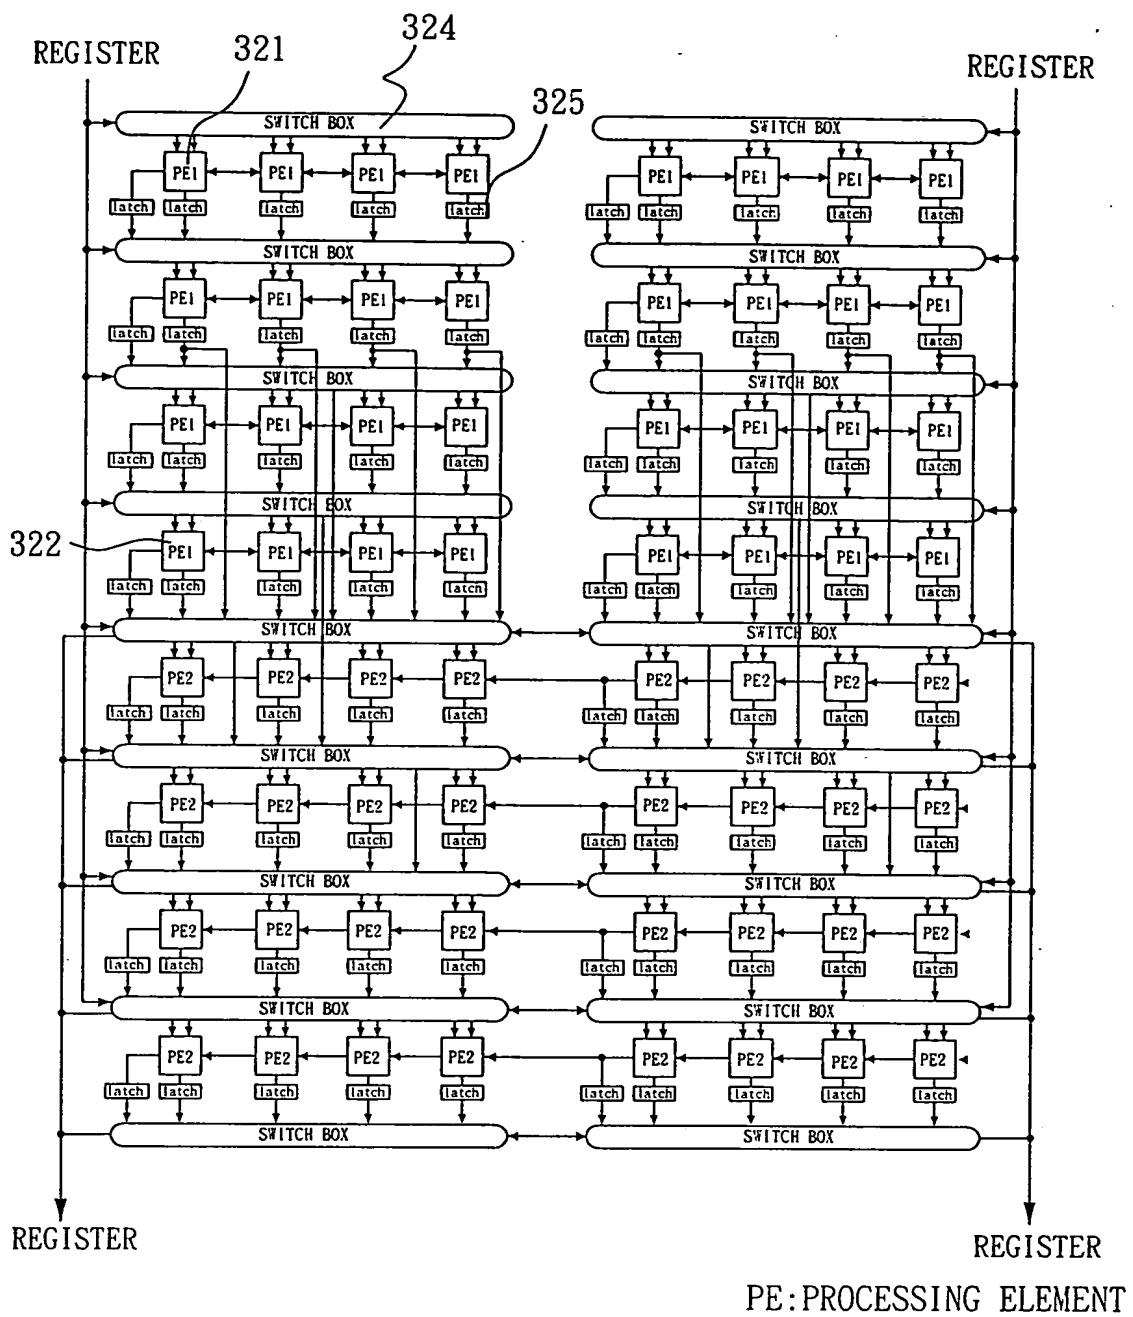 REGISTER 321 324 REGISTER
325
SWITCH BOX SWITCH BOX
PE1 PE1 PE1 PE1 PE1 PE1 PE1 PE1
latch latch latch latch latch latch latch latch latch latch
SWITCH BOX SWITCH BOX
PE1 PE1 PE1 PE1 PE1 PE1 PE1 PE1
latch latch latch latch latch latch latch latch latch latch
SWITCH BOX SWITCH BOX
PE1 PE1 PE1 PE1 PE1 PE1 PE1 PE1
latch latch latch latch latch latch latch latch latch latch
SWITCH BOX SWITCH BOX
322 PE1 PE1 PE1 PE1 PE1 PE1 PE1 PE1
latch latch latch latch latch latch latch latch latch latch
SWITCH BOX SWITCH BOX
PE2 PE2 PE2 PE2 PE2 PE2 PE2 PE2
latch latch latch latch latch latch latch latch latch latch
SWITCH BOX SWITCH BOX
PE2 PE2 PE2 PE2 PE2 PE2 PE2 PE2
latch latch latch latch latch latch latch latch latch latch
SWITCH BOX SWITCH BOX
PE2 PE2 PE2 PE2 PE2 PE2 PE2 PE2
latch latch latch latch latch latch latch latch latch latch
SWITCH BOX SWITCH BOX
PE2 PE2 PE2 PE2 PE2 PE2 PE2 PE2
latch latch latch latch latch latch latch latch latch latch
SWITCH BOX SWITCH BOX
REGISTER REGISTER
PE:PROCESSING ELEMENT